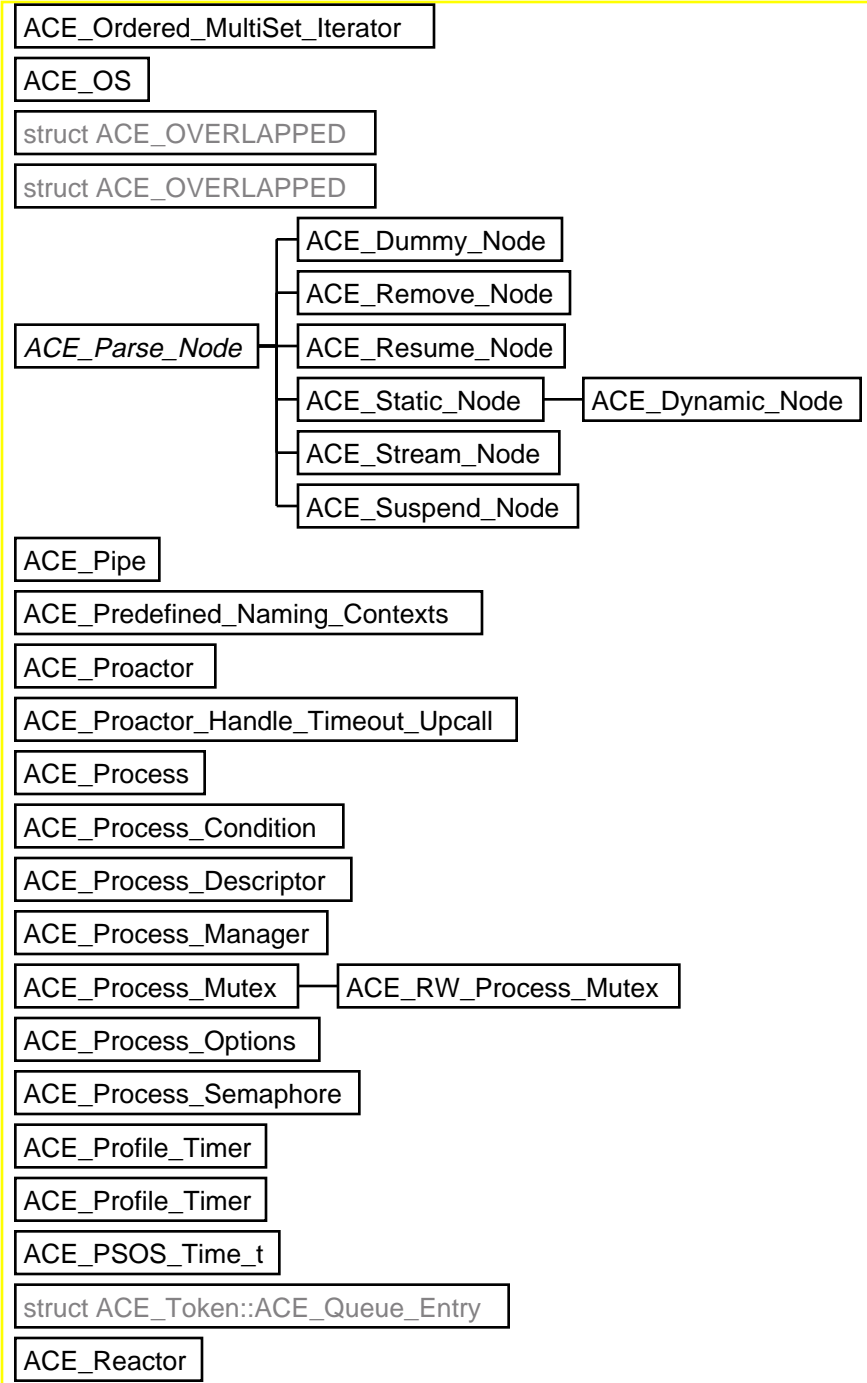 ACE_Ordered_MultiSet_Iterator
ACE_OS
struct ACE_OVERLAPPED
struct ACE_OVERLAPPED
ACE_Dummy_Node
ACE_Remove_Node
ACE_Parse_Node ACE_Resume_Node
ACE_Static_Node ACE_Dynamic_Node
ACE_Stream_Node
ACE_Suspend_Node
ACE_Pipe
ACE_Predefined_Naming_Contexts
ACE_Proactor
ACE_Proactor_Handle_Timeout_Upcall
ACE_Process
ACE_Process_Condition
ACE_Process_Descriptor
ACE_Process_Manager
ACE_Process_Mutex ACE_RW_Process_Mutex
ACE_Process_Options
ACE_Process_Semaphore
ACE_Profile_Timer
ACE_Profile_Timer
ACE_PSOS_Time_t
struct ACE_Token::ACE_Queue_Entry
ACE_Reactor